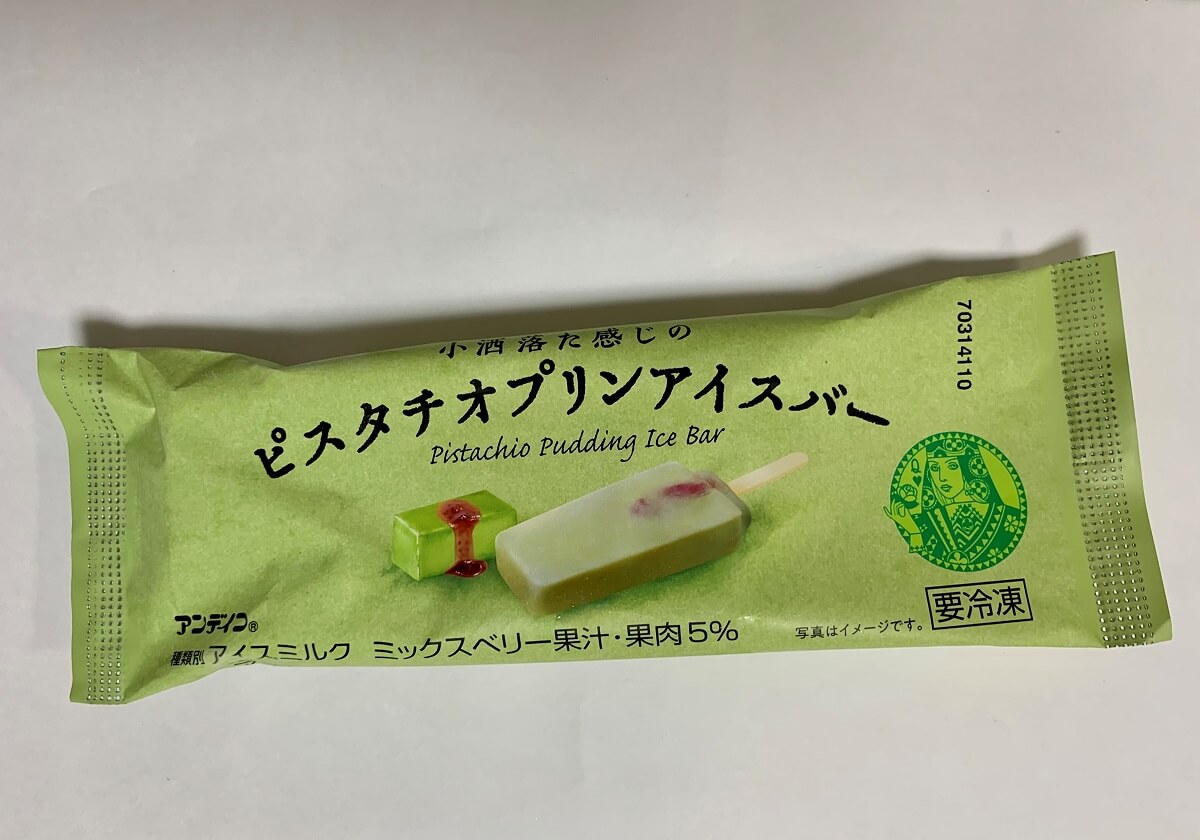 小洒落た感じの
ピスタチオプリンアイスバー
Pistachio Pudding Ice Bar
70314110
アンディコ®
種類別 アイスミルク ミックスベリー果汁・果肉5%
写真はイメージです。
要冷凍